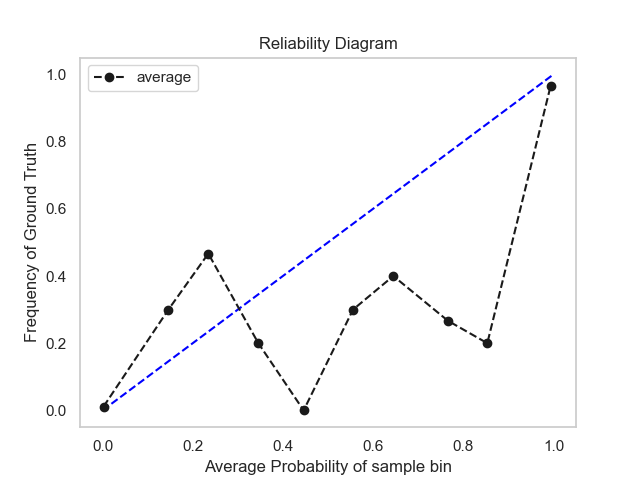 Reliability Diagram
average
Frequency of Ground Truth
1.0
0.8
0.6
0.4
0.2
0.0
0.0 0.2 0.4 0.6 0.8 1.0
Average Probability of sample bin